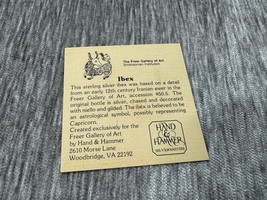 The Freer Gallery of Art
Smithsonian Institution
Ibex
This sterling silver ibex was based on a detail
from an early 12th century Iranian ewer in the
Freer Gallery of Art, accession #50.5. The
original bottle is silver, chased and decorated
with niello and gilded. The Ibex is believed to be
an astrological symbol, possibly representing
Capricorn.
Created exclusively for the
Freer Gallery of Art
by Hand & Hammer
2610 Morse Lane
Woodbridge, VA 22192
HAND
&
HAMMER
SILVERSMITHS